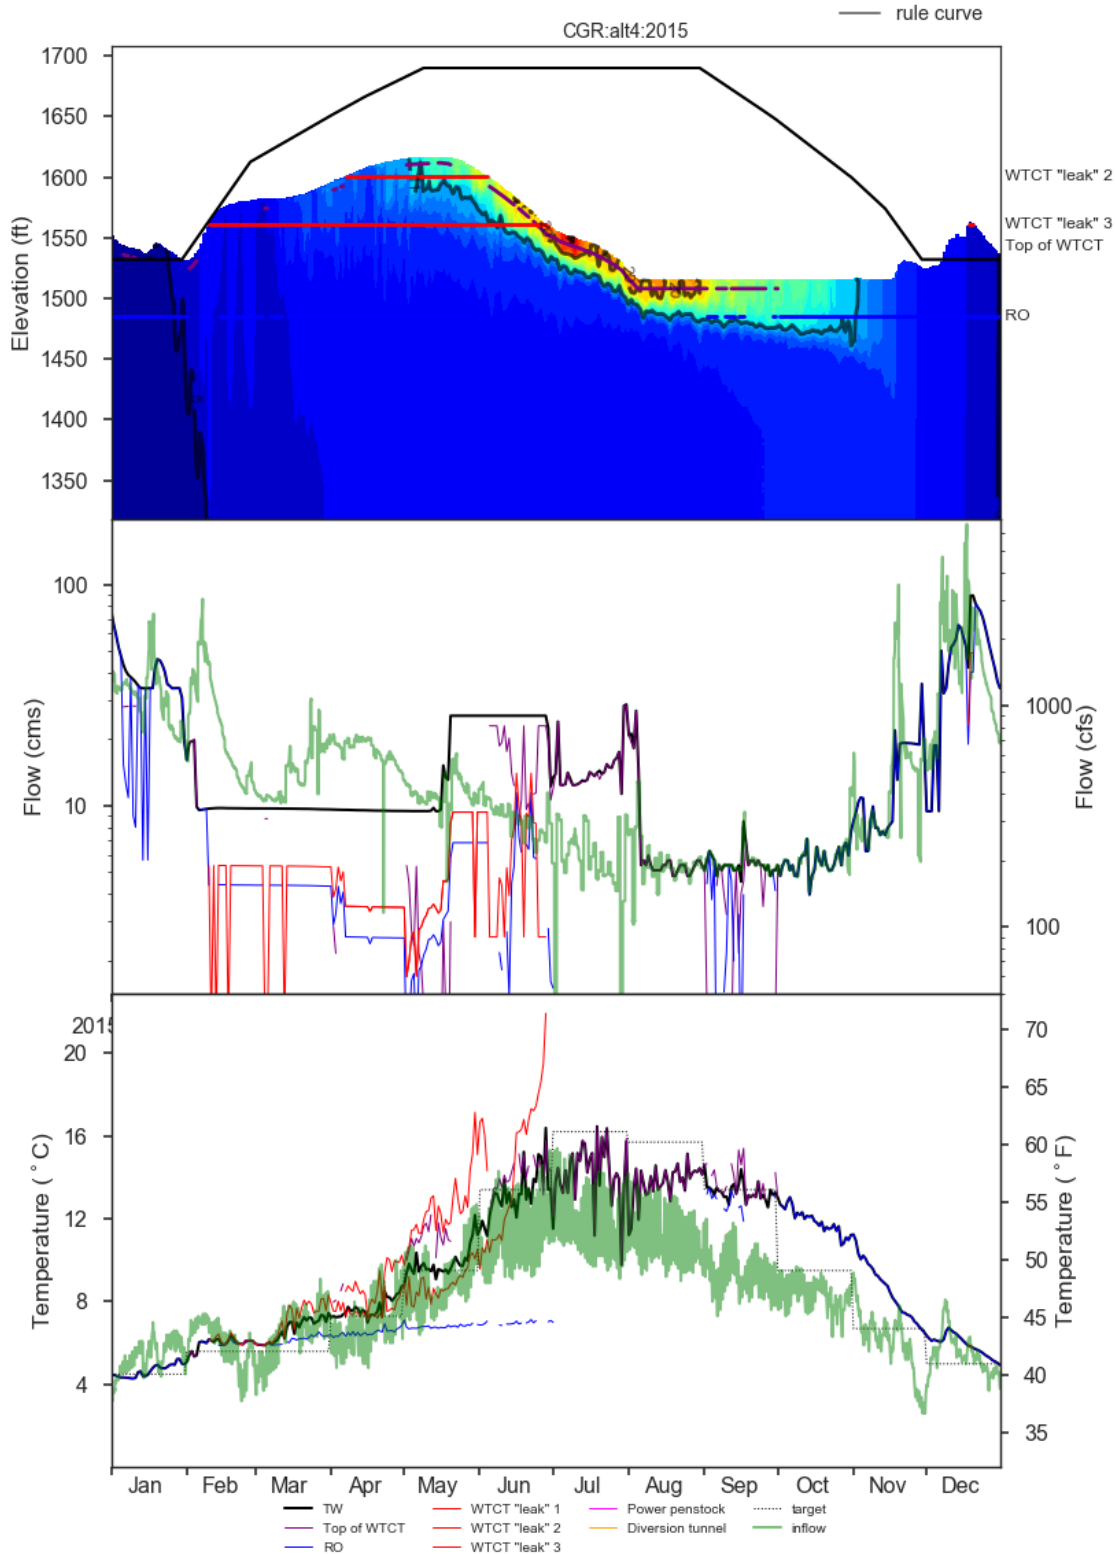 rule curve
CGR:alt4:2015
1700
1650
1600
1550
1500
1450
1400
1350
Elevation (ft)
WTCT "leak" 2
WTCT "leak" 3
Top of WTCT
RO
100
10
Flow (cms)
1000
100
Flow (cfs)
2015
20
16
12
8
4
Temperature (°C)
70
65
60
55
50
45
40
35
Temperature (°F)
Jan Feb Mar Apr May Jun Jul Aug Sep Oct Nov Dec
TW WTCT "leak" 1 Power penstock target
Top of WTCT WTCT "leak" 2 Diversion tunnel inflow
RO WTCT "leak" 3